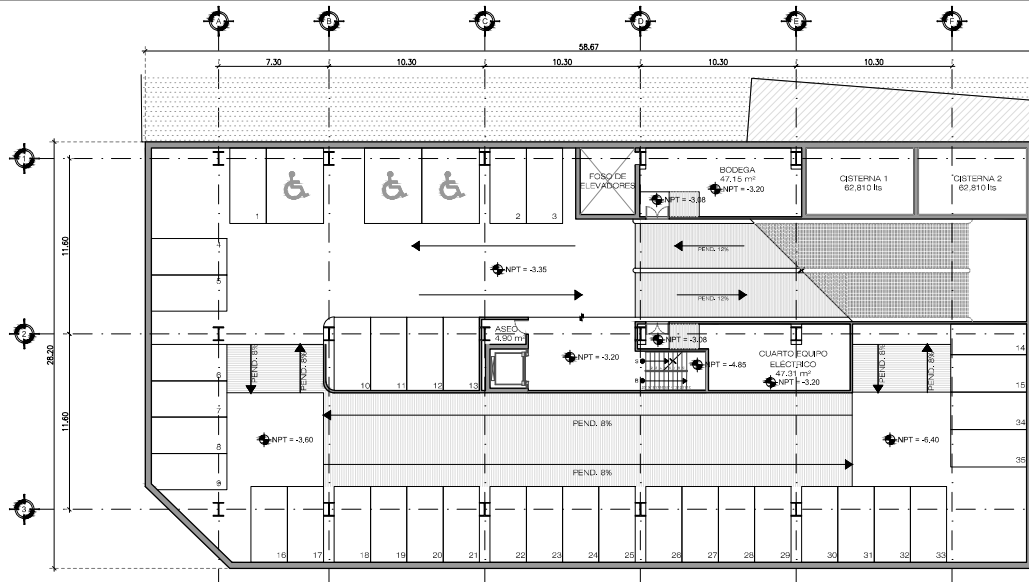 A B C D E F
58.67
7.30 10.30 10.30 10.30 10.30
1
11.60
28.20
2
11.60
3
FOSO DE
ELEVADORES
BODEGA
47.15 m²
NPT = -3.20
NPT = -3.08
CISTERNA 1
62,810 lts
CISTERNA 2
62,810 lts
1
2 3
4
5
PEND. 12%
NPT = -3.35
PEND. 12%
ASEO
4.90 m²
NPT = -3.08
NPT = -3.20
NPT = -4.85
S
B
CUARTO EQUIPO
ELÉCTRICO
47.31 m²
NPT = -3.20
PEND. 8%
PEND. 8%
PEND. 8%
PEND. 8%
6
7
8
9
10 11 12 13
14
15
34
35
PEND. 8%
NPT = -3,60
NPT = -6,40
PEND. 8%
16 17 18 19 20 21 22 23 24 25 26 27 28 29 30 31 32 33